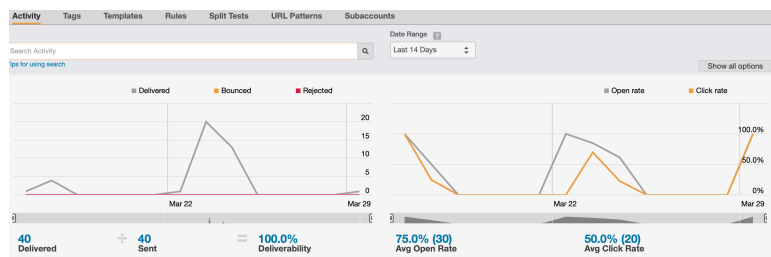 Activity Tags Templates Rules Split Tests URL Patterns Subaccounts
Date Range ?
Search Activity
Last 14 Days
ips for using search
Show all options
Delivered Bounced Rejected
Open rate Click rate
20
15
10
5
0
Mar 22 Mar 29
100.0%
50.0%
0%
Mar 22 Mar 29
40 ÷ 40 = 100.0%
Delivered Sent Deliverability
75.0% (30) 50.0% (20)
Avg Open Rate Avg Click Rate